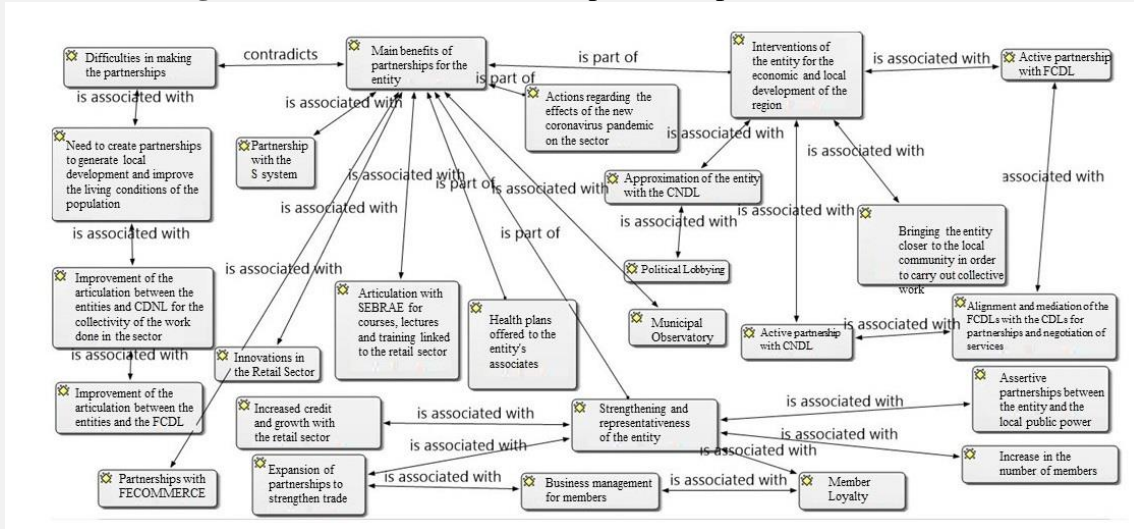 Difficulties in making
the partnerships
contradicts
Main benefits of
partnerships for the
entity
is part of
Interventions of
the entity for the
economic and local
development of the
region
is associated with
Active partnership
with FCDL
is associated with
is part of
Actions regarding the
effects of the new
coronavirus pandemic
on the sector
is associated with
Need to create partnerships
to generate local
development and improve
the living conditions of the
population
Partnership
with the
S system
is associated with
is associated with
is associated with
is part of
is associated with
Approximation of the entity
with the CNDL
associated with
is associated with
is associated with
is associated with
is associated with
is part of
Bringing the entity
closer to the local
community in order
to carry out collective
work
is associated with
Political Lobbying
Improvement of the
articulation between the
entities and CDNL for the
collectivity of the work
done in the sector
Articulation with
SEBRAE for
courses, lectures
and training linked
to the retail sector
Health plans
offered to the
entity's
associates
Municipal
Observatory
Active partnership
with CNDL
is associated with
Alignment and mediation of the
FCDLs with the CDLs for
partnerships and negotiation of
services
is associated with
Innovations in
the Retail Sector
Improvement of the
articulation between the
entities and the FCDL
Increased credit
and growth with
the retail sector
is associated with
Strengthening and
representativeness
of the entity
is associated with
Assertive
partnerships between
the entity and the
local public power
is associated with
is associated with
is associated with
Increase in the
number of members
Partnerships with
FECOMMERCE
Expansion of
partnerships to
strengthen trade
is associated with
Business management
for members
is associated with
Member
Loyalty